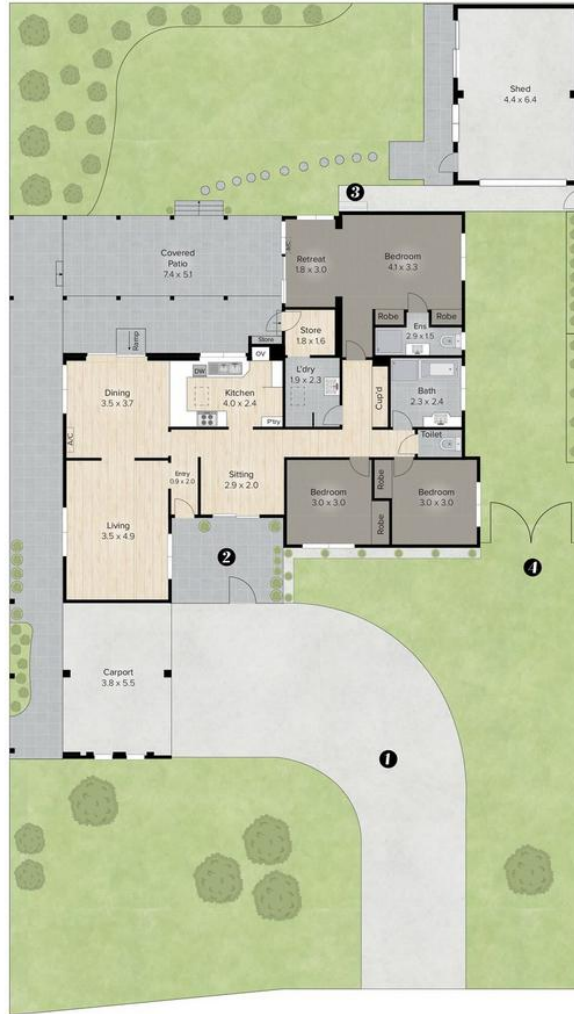 Shed
4.4 x 6.4
3
Covered
Patio
7.4 x 5.1
A/C
Retreat
1.8 x 3.0
Bedroom
4.1 x 3.3
Robe
Robe
Ens
2.9 x 1.5
Store
1.8 x 1.6
Store
Ramp
OV
DW
Dining
3.5 x 3.7
Kitchen
4.0 x 2.4
L'dry
1.9 x 2.3
Cup'd
Bath
2.3 x 2.4
P'try
A/C
Toilet
Entry
0.9 x 2.0
Sitting
2.9 x 2.0
Living
3.5 x 4.9
Bedroom
3.0 x 3.0
Robe
Robe
Bedroom
3.0 x 3.0
2
4
Carport
3.8 x 5.5
1